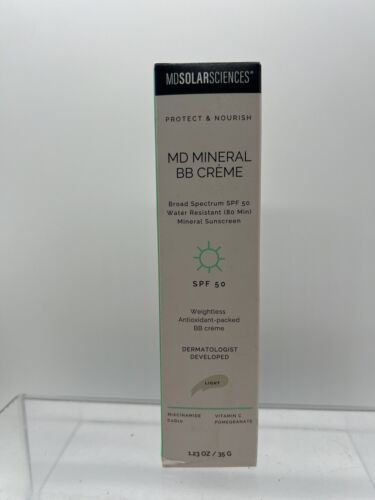 MDSOLARSCIENCES®
PROTECT & NOURISH
MD MINERAL
BB CRÈME
Broad Spectrum SPF 50
Water Resistant (80 Min)
Mineral Sunscreen
SPF 50
Weightless
Antioxidant-packed
BB crème
DERMATOLOGIST
DEVELOPED
LIGHT
NIACINAMIDE VITAMIN C
POMEGRANATE
1.23 OZ / 35 G